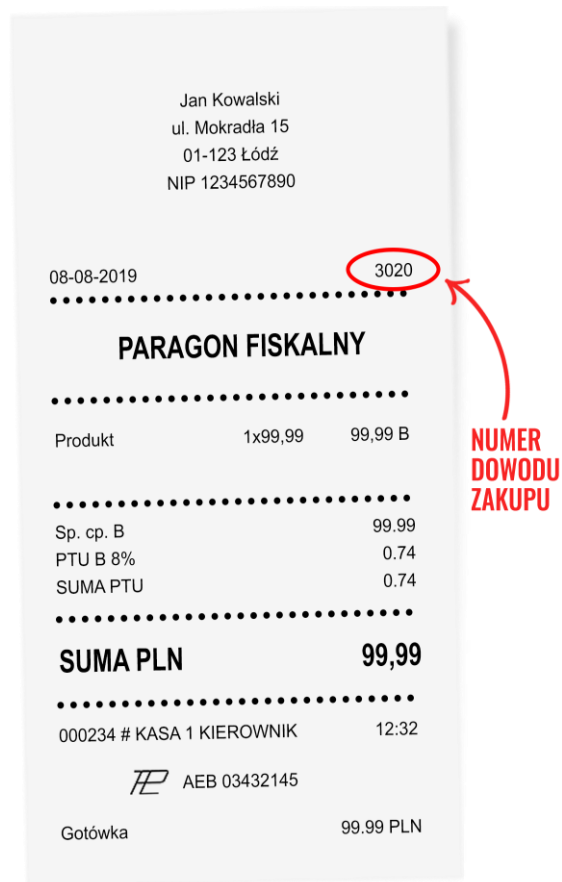 Jan Kowalski
ul. Mokradła 15
01-123 Łódź
NIP 1234567890
08-08-2019 3020
PARAGON FISKALNY
Produkt 1x99,99 99,99 B
Sp. cp. B 99.99
PTU B 8% 0.74
SUMA PTU 0.74
SUMA PLN 99,99
000234 # KASA 1 KIEROWNIK 12:32
AEB 03432145
Gotówka 99.99 PLN
NUMER
DOWODU
ZAKUPU